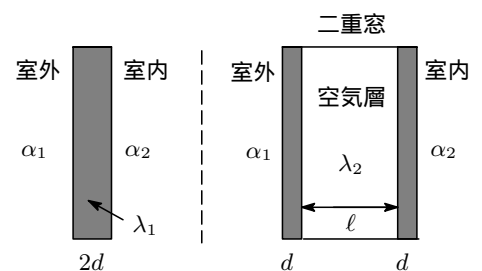 二重窓
室外 室内
室外 室内
空気層
α₁ α₂
α₁ α₂
λ₂
λ₁
ℓ
2d
d d